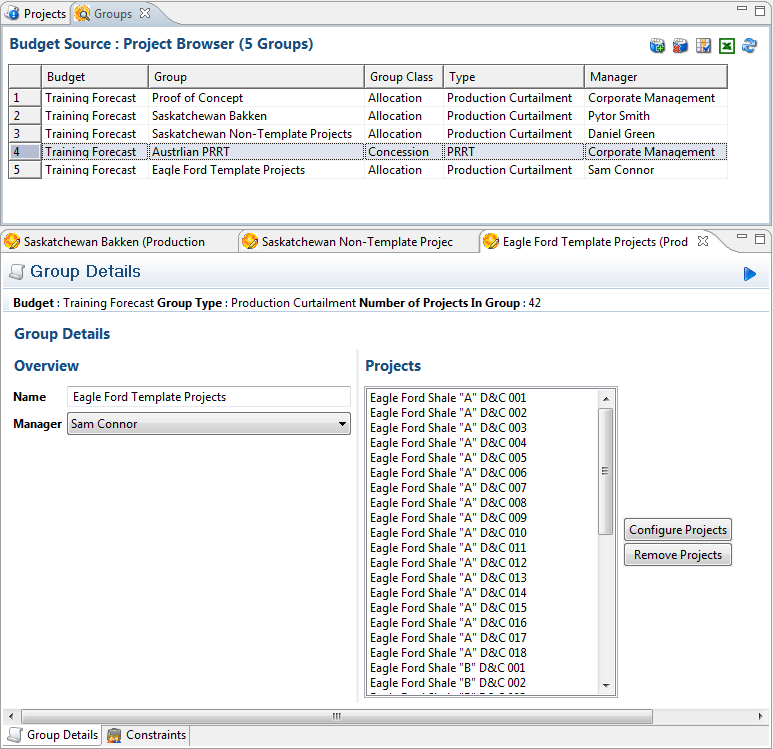 Projects Groups
Budget Source : Project Browser (5 Groups)
Budget Group Group Class Type Manager
1 Training Forecast Proof of Concept Allocation Production Curtailment Corporate Management
2 Training Forecast Saskatchewan Bakken Allocation Production Curtailment Pytor Smith
3 Training Forecast Saskatchewan Non-Template Projects Allocation Production Curtailment Daniel Green
4 Training Forecast Austrlian PRRT Concession PRRT Corporate Management
5 Training Forecast Eagle Ford Template Projects Allocation Production Curtailment Sam Connor
Saskatchewan Bakken (Production Saskatchewan Non-Template Projec Eagle Ford Template Projects (Prod
Group Details
Budget : Training Forecast Group Type : Production Curtailment Number of Projects In Group : 42
Group Details
Overview
Name Eagle Ford Template Projects
Manager Sam Connor
Projects
Eagle Ford Shale "A" D&C 001
Eagle Ford Shale "A" D&C 002
Eagle Ford Shale "A" D&C 003
Eagle Ford Shale "A" D&C 004
Eagle Ford Shale "A" D&C 005
Eagle Ford Shale "A" D&C 006
Eagle Ford Shale "A" D&C 007
Eagle Ford Shale "A" D&C 008
Eagle Ford Shale "A" D&C 009
Eagle Ford Shale "A" D&C 010
Eagle Ford Shale "A" D&C 011
Eagle Ford Shale "A" D&C 012
Eagle Ford Shale "A" D&C 013
Eagle Ford Shale "A" D&C 014
Eagle Ford Shale "A" D&C 015
Eagle Ford Shale "A" D&C 016
Eagle Ford Shale "A" D&C 017
Eagle Ford Shale "A" D&C 018
Eagle Ford Shale "B" D&C 001
Eagle Ford Shale "B" D&C 002
Configure Projects
Remove Projects
Group Details Constraints